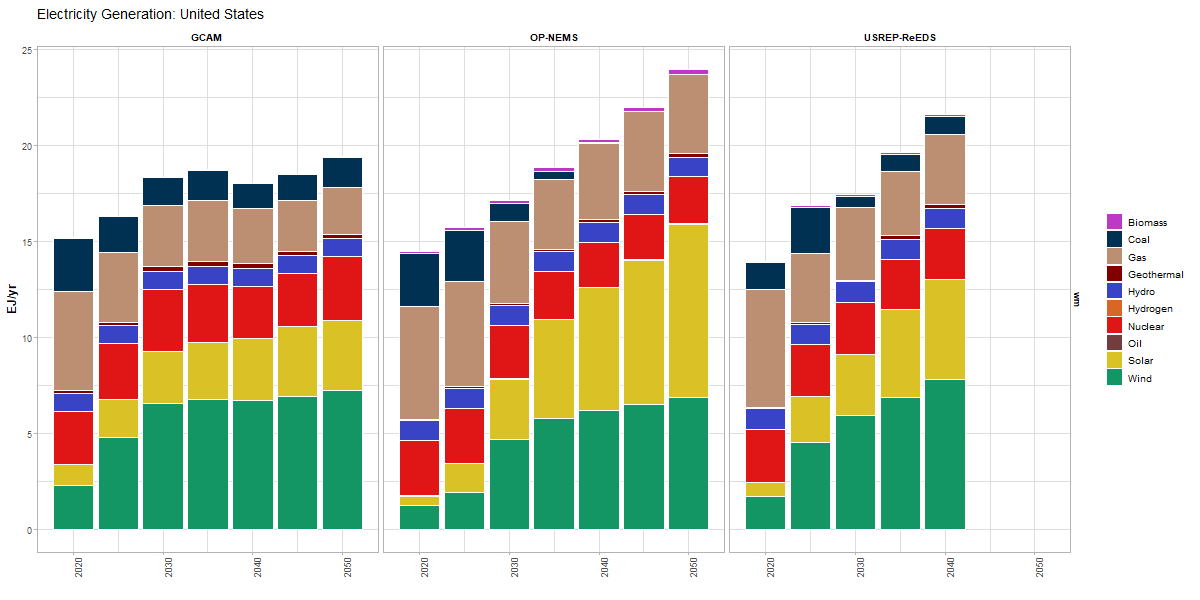 Electricity Generation: United States
GCAM
OP-NEMS
USREP-ReEDS
EJ/yr
25
20
15
10
5
0
2020
2030
2040
2050
2020
2030
2040
2050
2020
2030
2040
2050
wm
Biomass
Coal
Gas
Geothermal
Hydro
Hydrogen
Nuclear
Oil
Solar
Wind